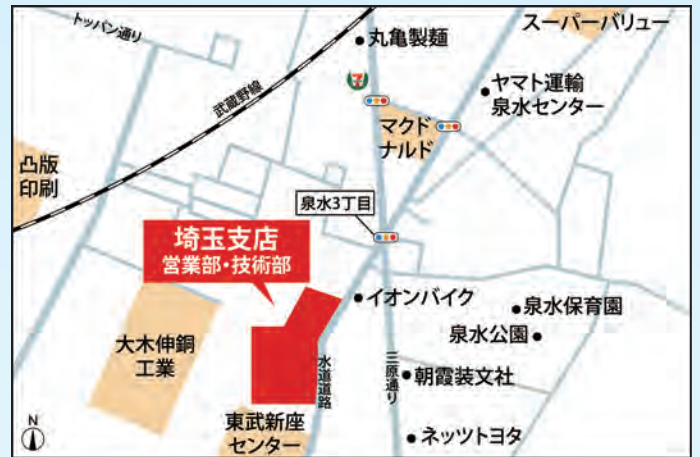 トッパン通り
丸亀製麺
スーパーバリュー
武蔵野線
7
ヤマト運輸
泉水センター
マクド
ナルド
凸版
印刷
泉水3丁目
埼玉支店
営業部・技術部
イオンバイク
泉水保育園
泉水公園
大木伸銅
工業
水道道路
三原通り
朝霞装文社
東武新座
センター
ネッツトヨタ
N